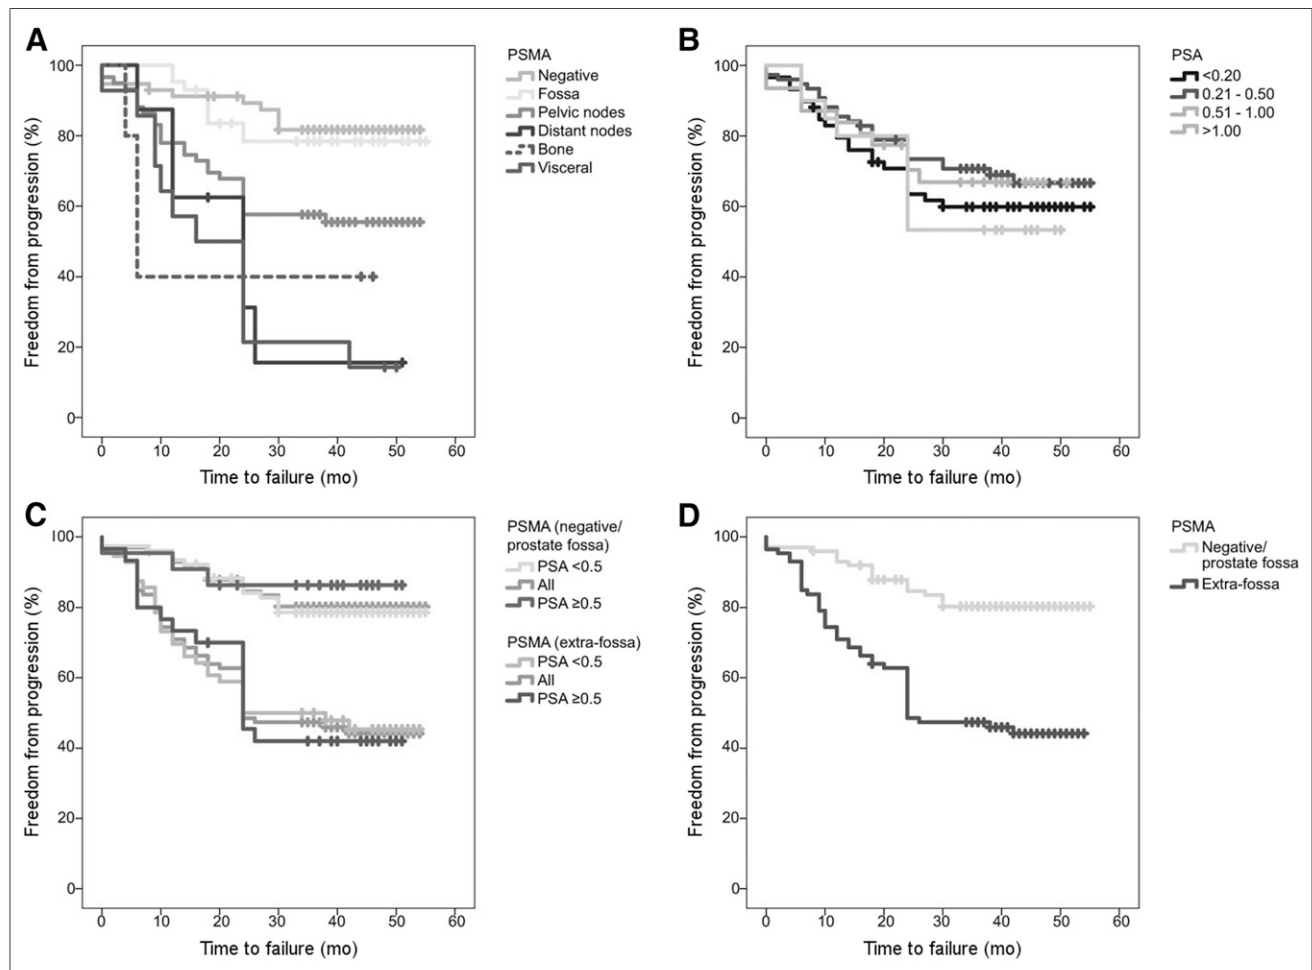 A
PSMA
Negative
Fossa
Pelvic nodes
Distant nodes
Bone
Visceral
Freedom from progression (%)
100
80
60
40
20
0
0 10 20 30 40 50 60
Time to failure (mo)
B
PSA
<0.20
0.21 - 0.50
0.51 - 1.00
>1.00
Freedom from progression (%)
100
80
60
40
20
0
0 10 20 30 40 50 60
Time to failure (mo)
C
PSMA (negative/
prostate fossa)
PSA <0.5
All
PSA ≥0.5
PSMA (extra-fossa)
PSA <0.5
All
PSA ≥0.5
Freedom from progression (%)
100
80
60
40
20
0
0 10 20 30 40 50 60
Time to failure (mo)
D
PSMA
Negative/
prostate fossa
Extra-fossa
Freedom from progression (%)
100
80
60
40
20
0
0 10 20 30 40 50 60
Time to failure (mo)